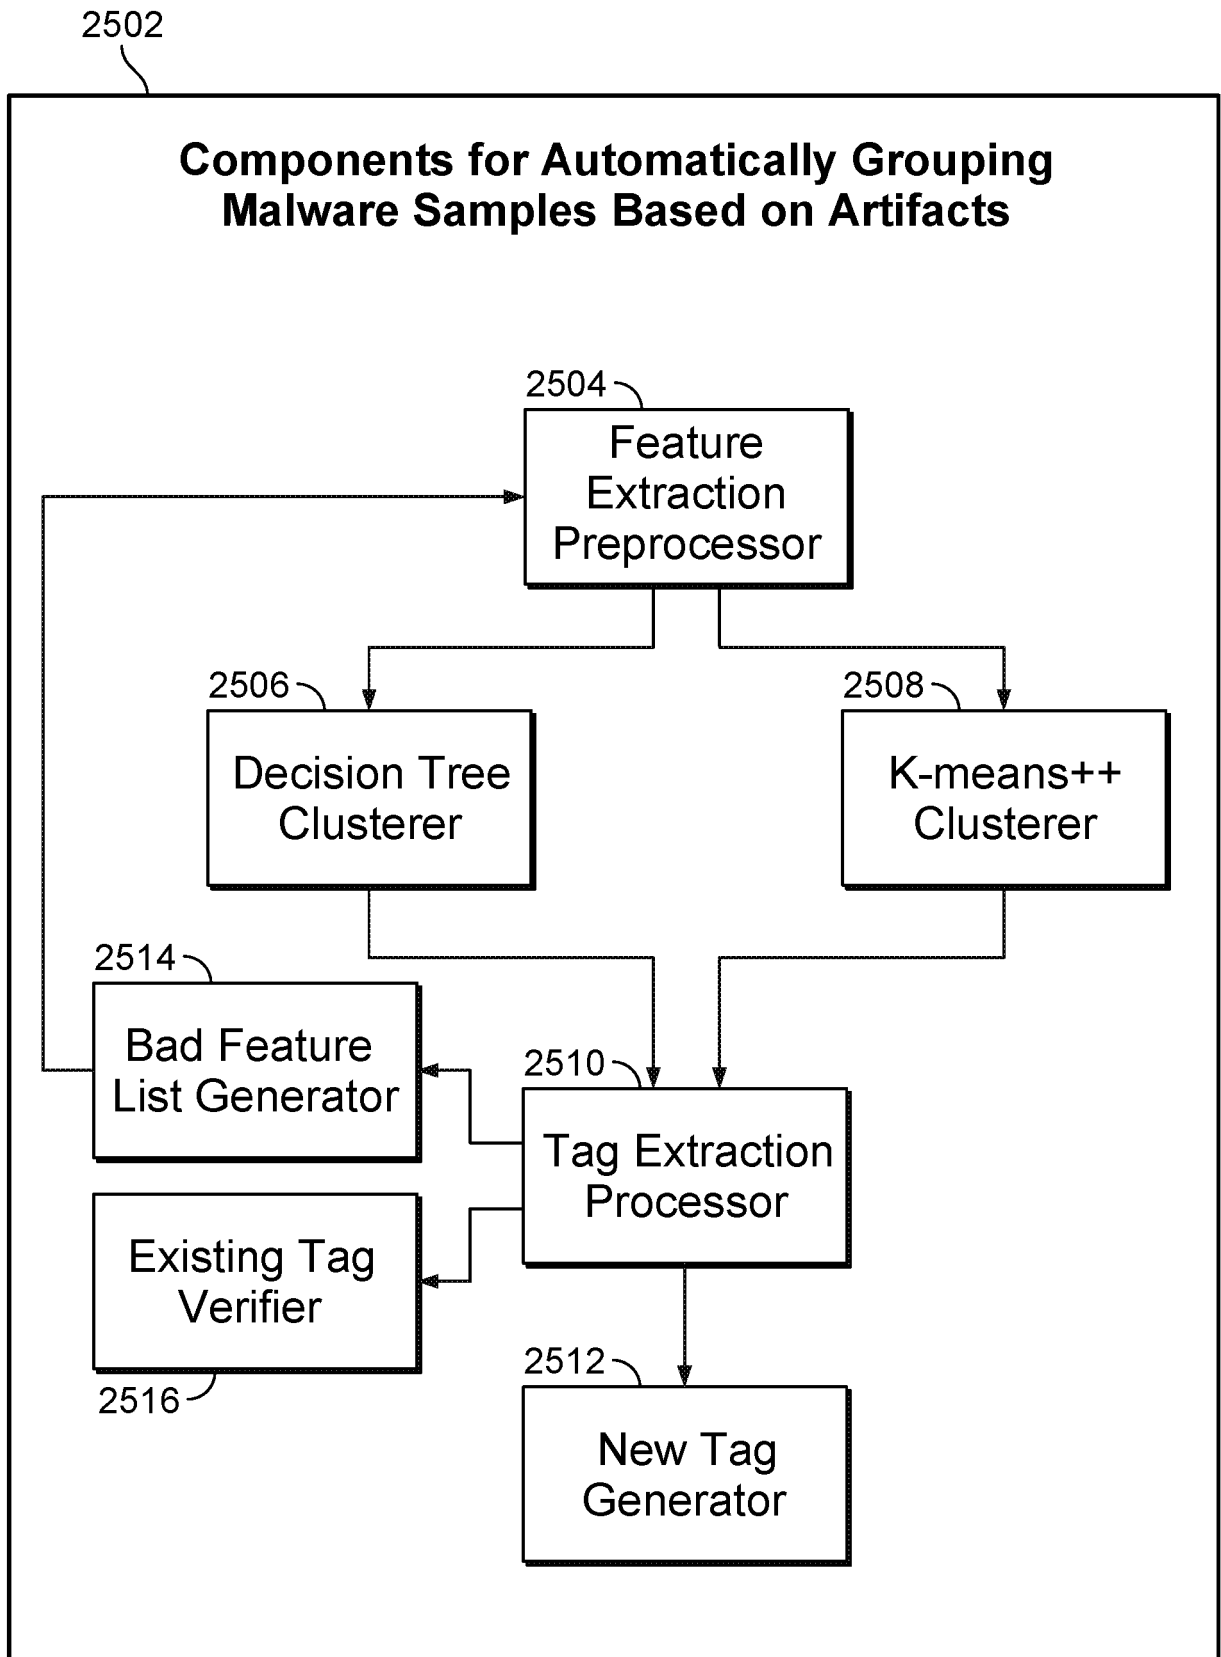 2502
Components for Automatically Grouping
Malware Samples Based on Artifacts
2504
Feature
Extraction
Preprocessor
2506
Decision Tree
Clusterer
2508
K-means++
Clusterer
2514
Bad Feature
List Generator
2510
Tag Extraction
Processor
Existing Tag
Verifier
2516
2512
New Tag
Generator